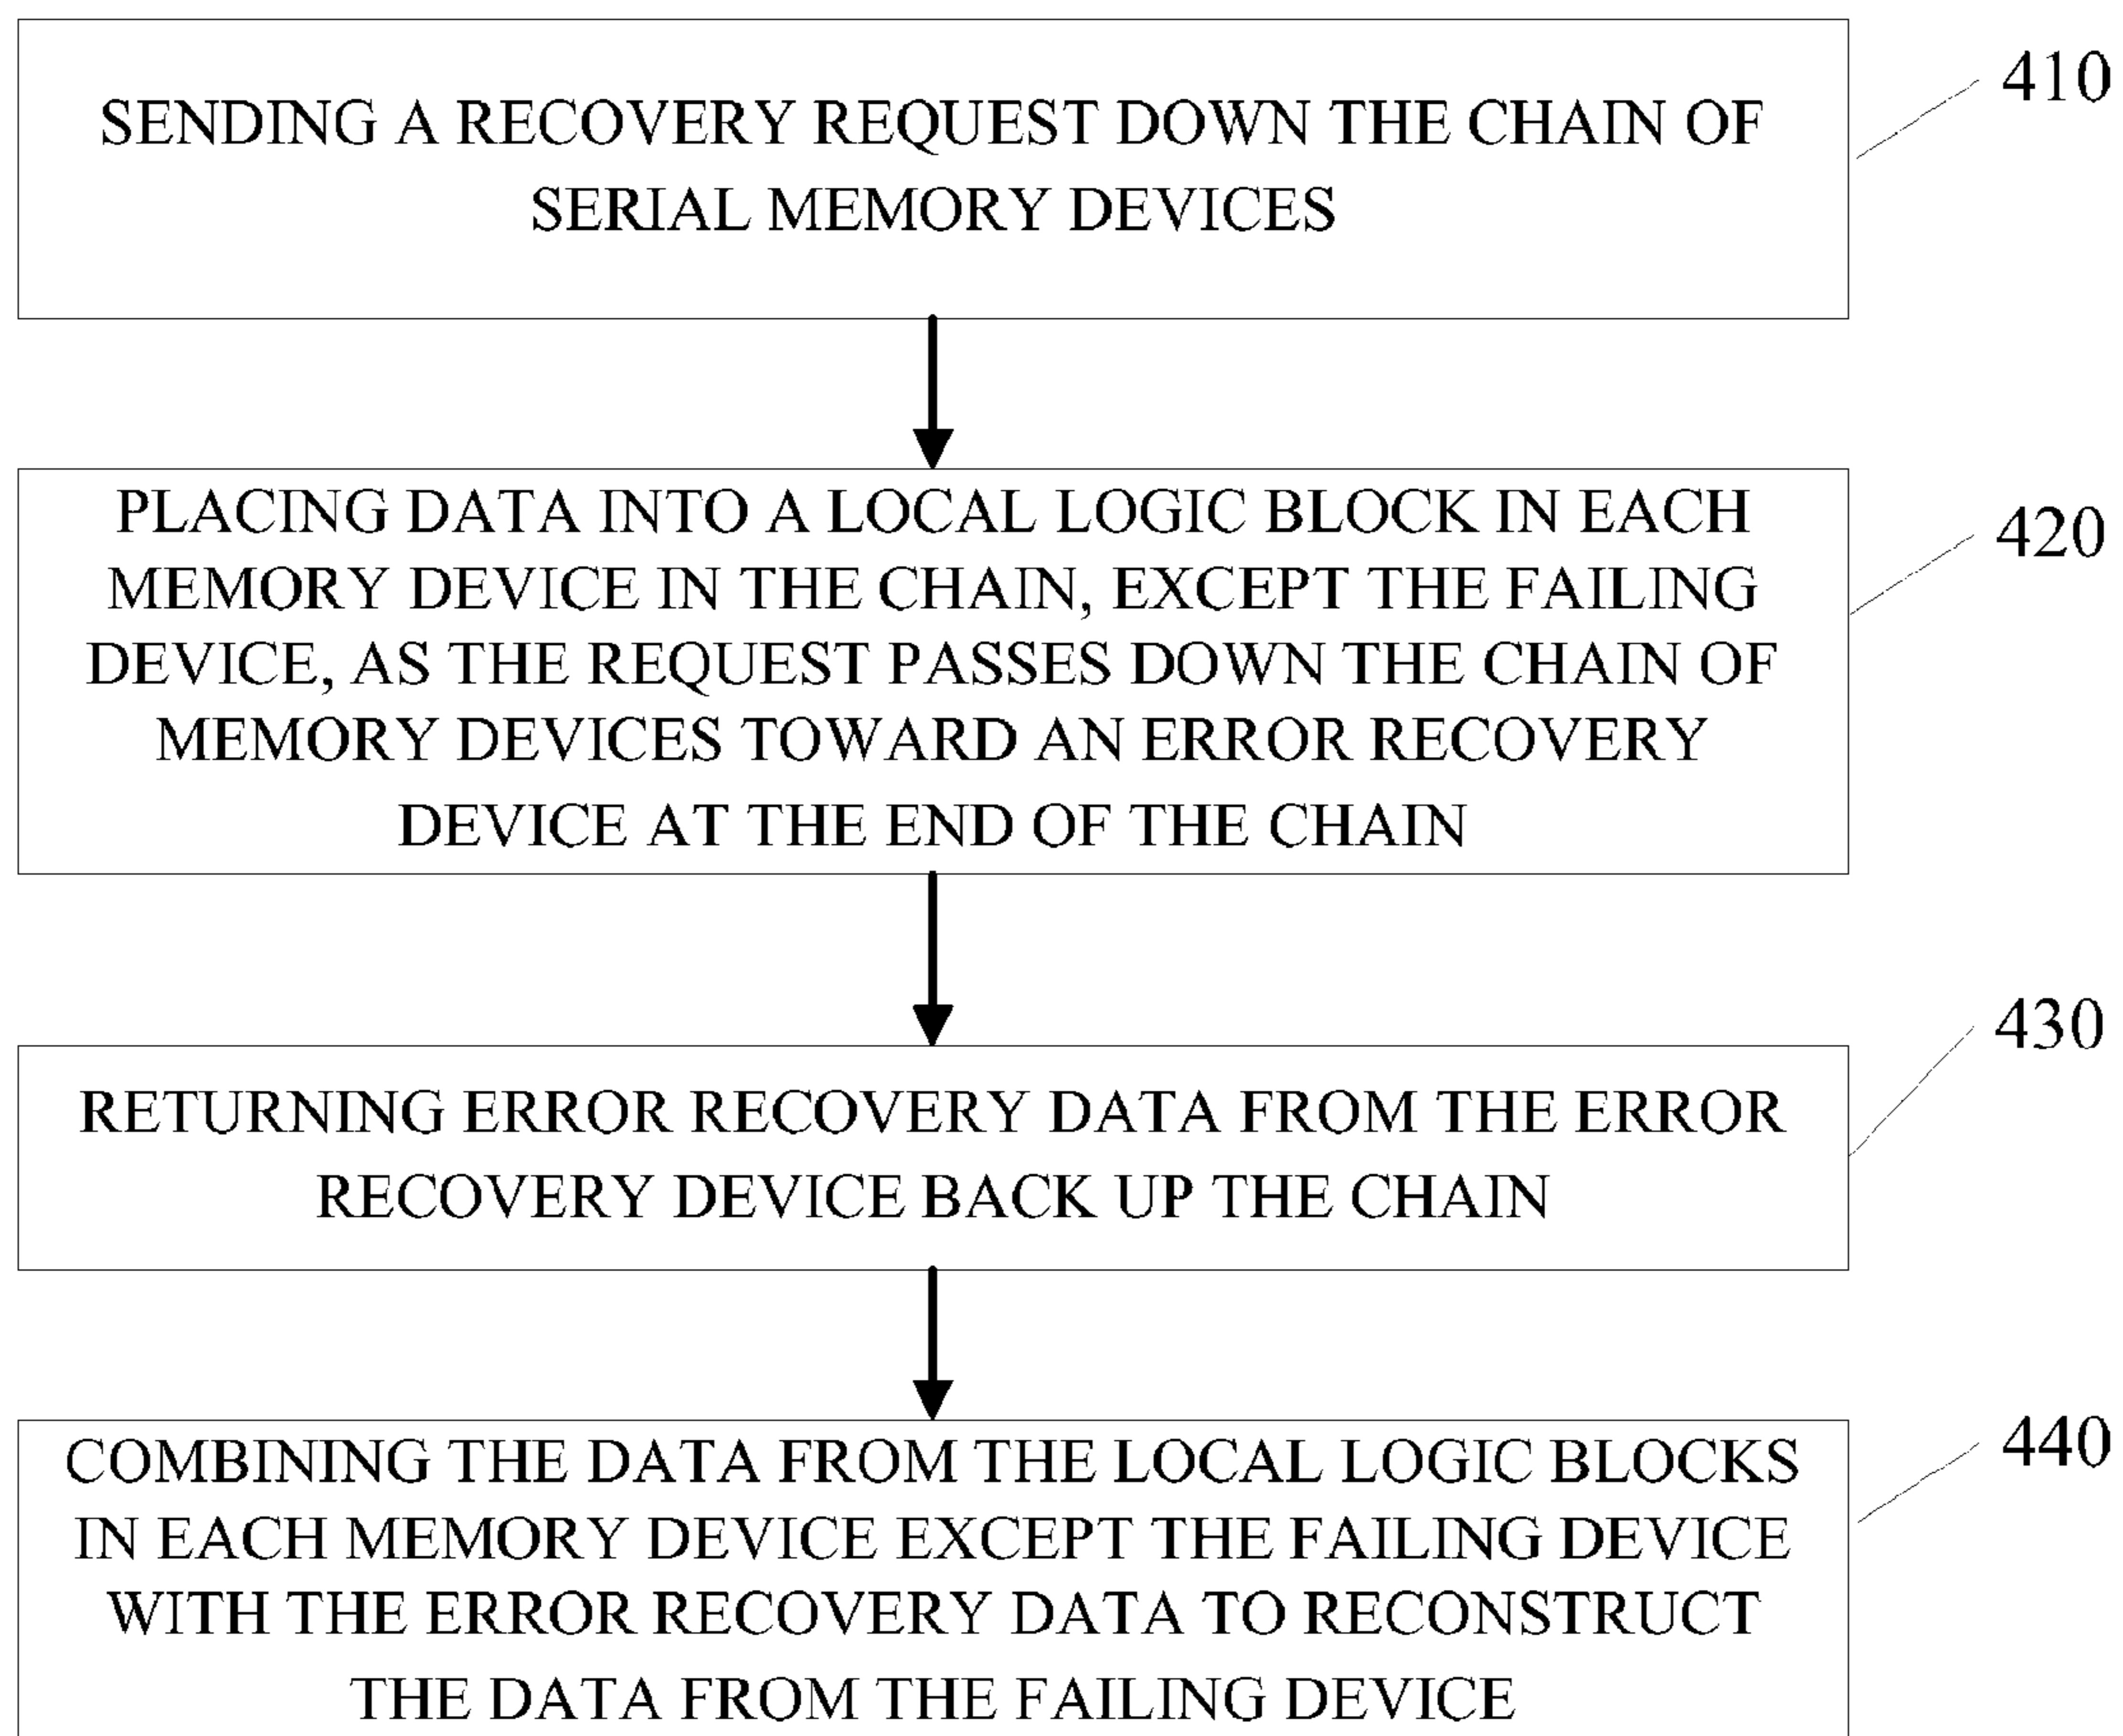 SENDING A RECOVERY REQUEST DOWN THE CHAIN OF
SERIAL MEMORY DEVICES
410
PLACING DATA INTO A LOCAL LOGIC BLOCK IN EACH
MEMORY DEVICE IN THE CHAIN, EXCEPT THE FAILING
DEVICE, AS THE REQUEST PASSES DOWN THE CHAIN OF
MEMORY DEVICES TOWARD AN ERROR RECOVERY
DEVICE AT THE END OF THE CHAIN
420
RETURNING ERROR RECOVERY DATA FROM THE ERROR
RECOVERY DEVICE BACK UP THE CHAIN
430
COMBINING THE DATA FROM THE LOCAL LOGIC BLOCKS
IN EACH MEMORY DEVICE EXCEPT THE FAILING DEVICE
WITH THE ERROR RECOVERY DATA TO RECONSTRUCT
THE DATA FROM THE FAILING DEVICE
440